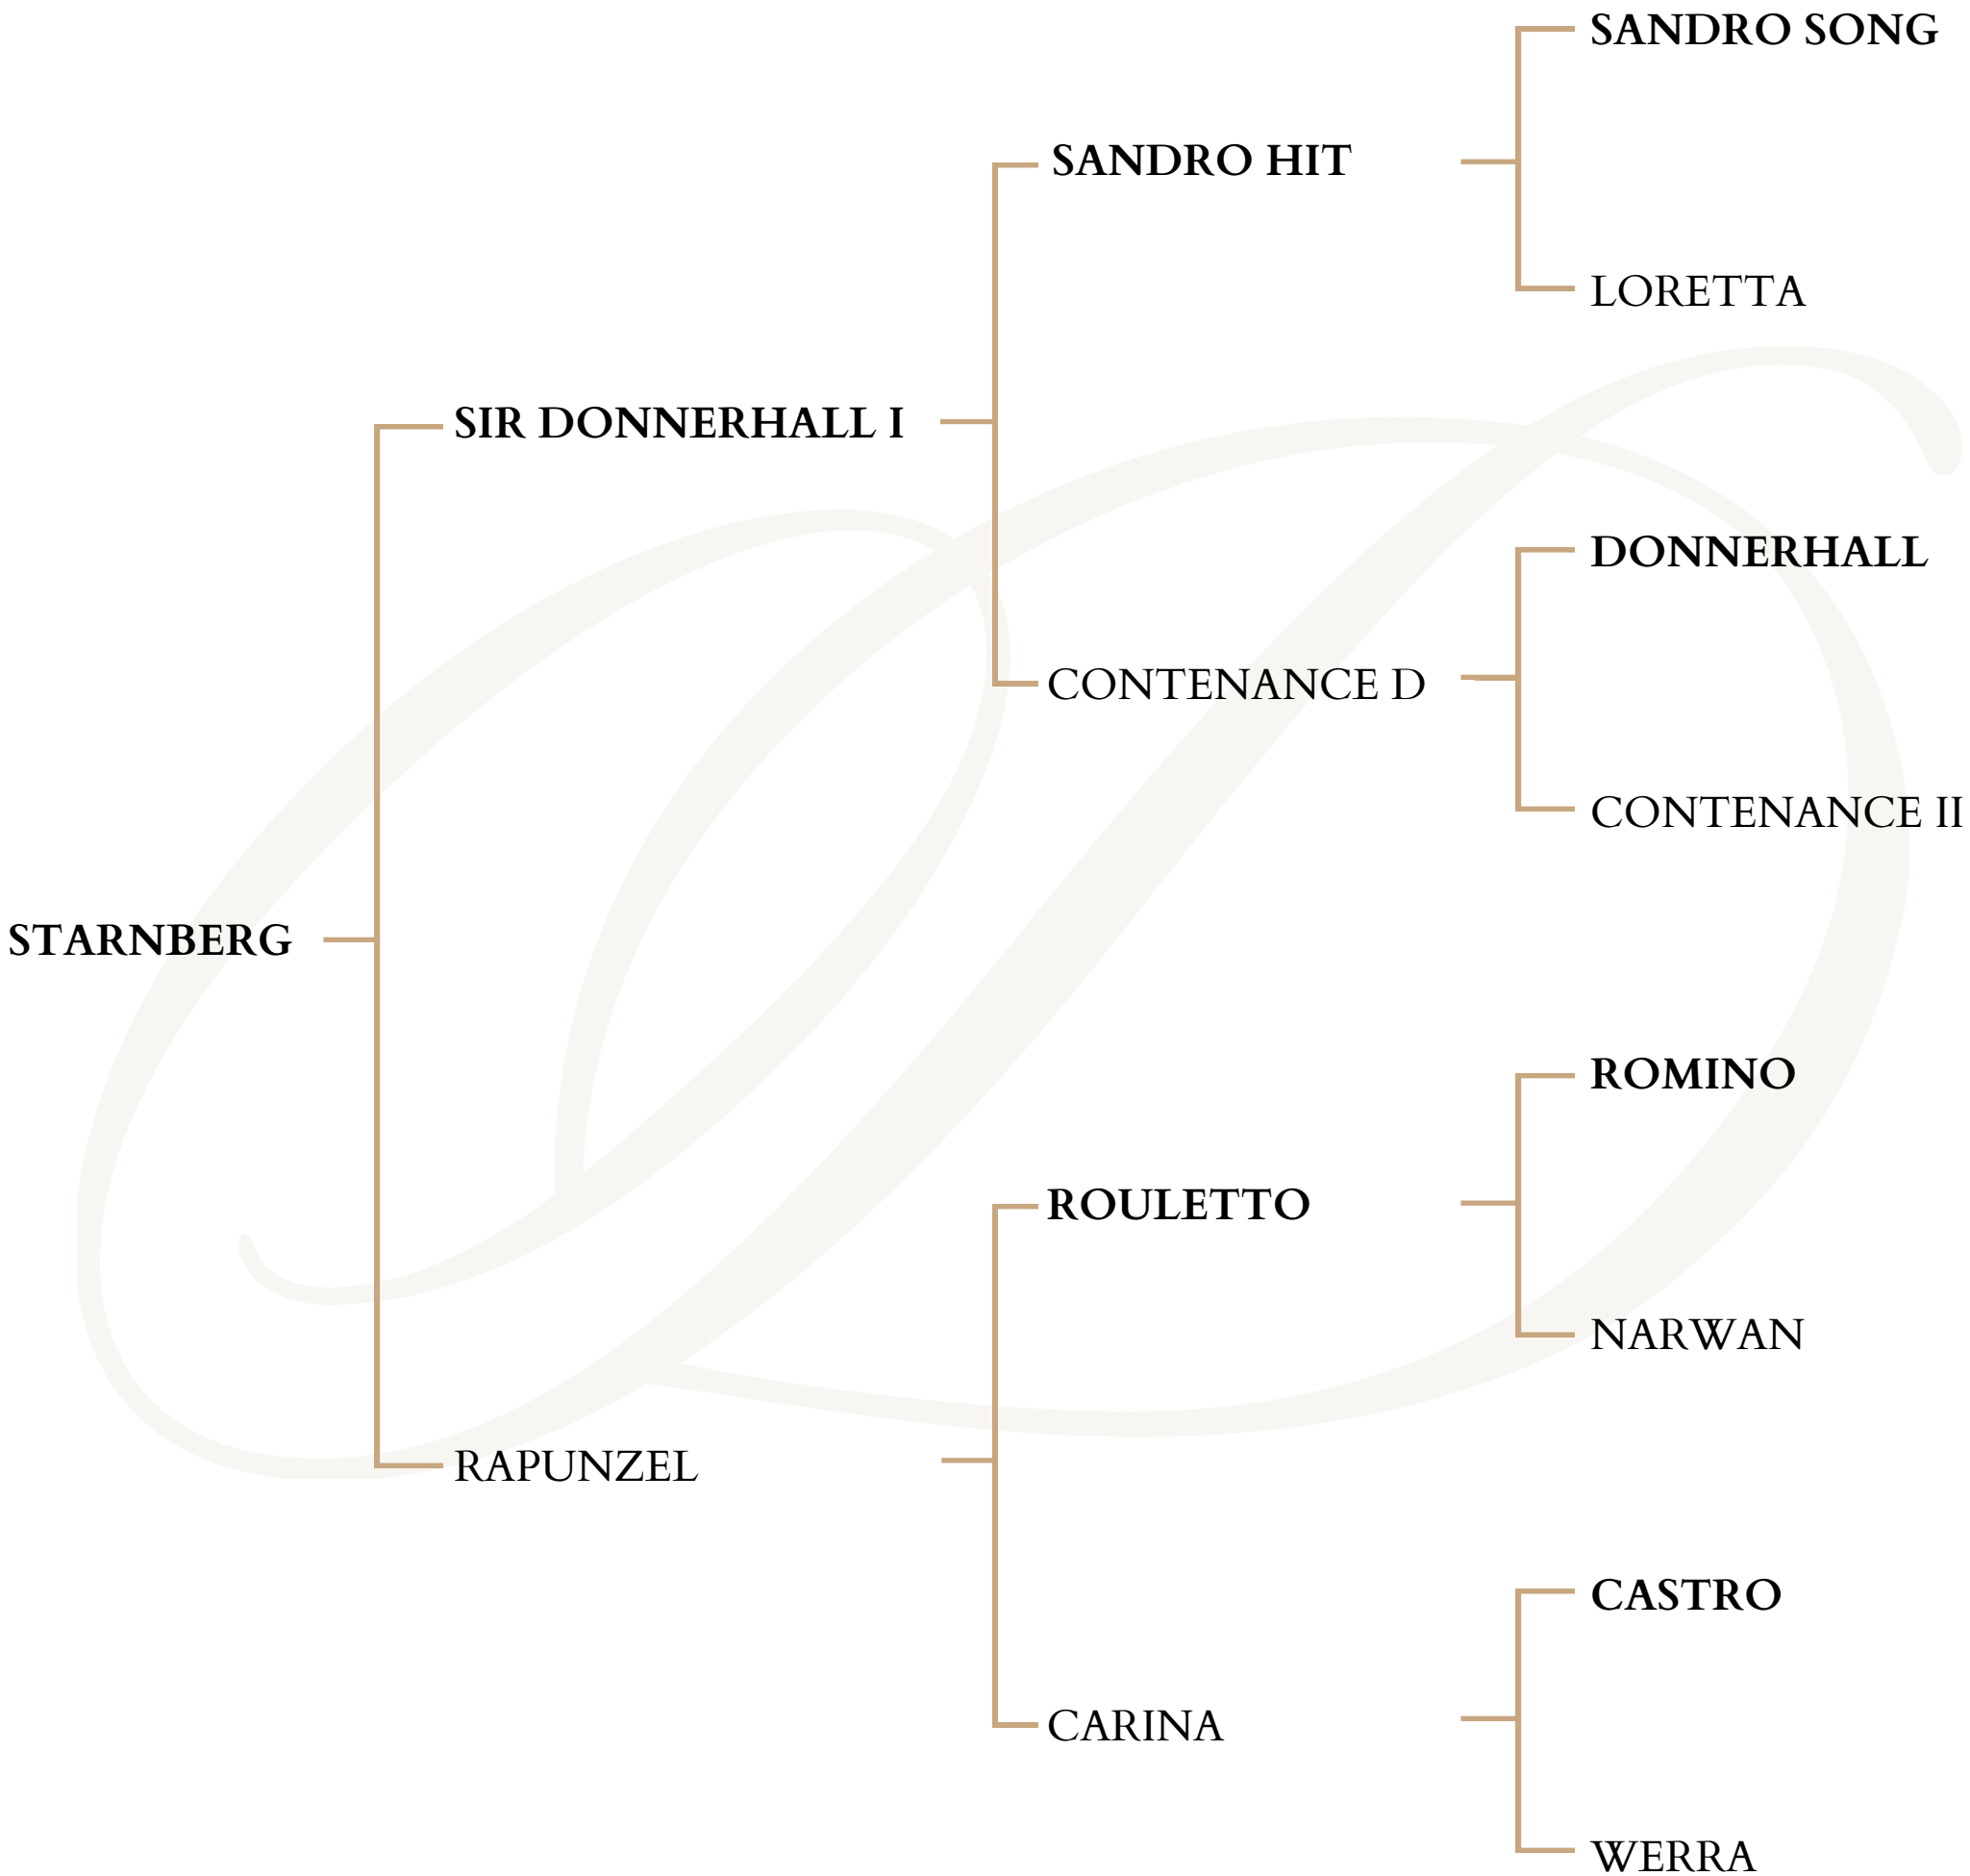 SANDRO SONG
SANDRO HIT
LORETTA
SIR DONNERHALL I
DONNERHALL
CONTENANCE D
CONTENANCE II
STARNBERG
ROMINO
ROULETTO
NARWAN
RAPUNZEL
CASTRO
CARINA
WERRA